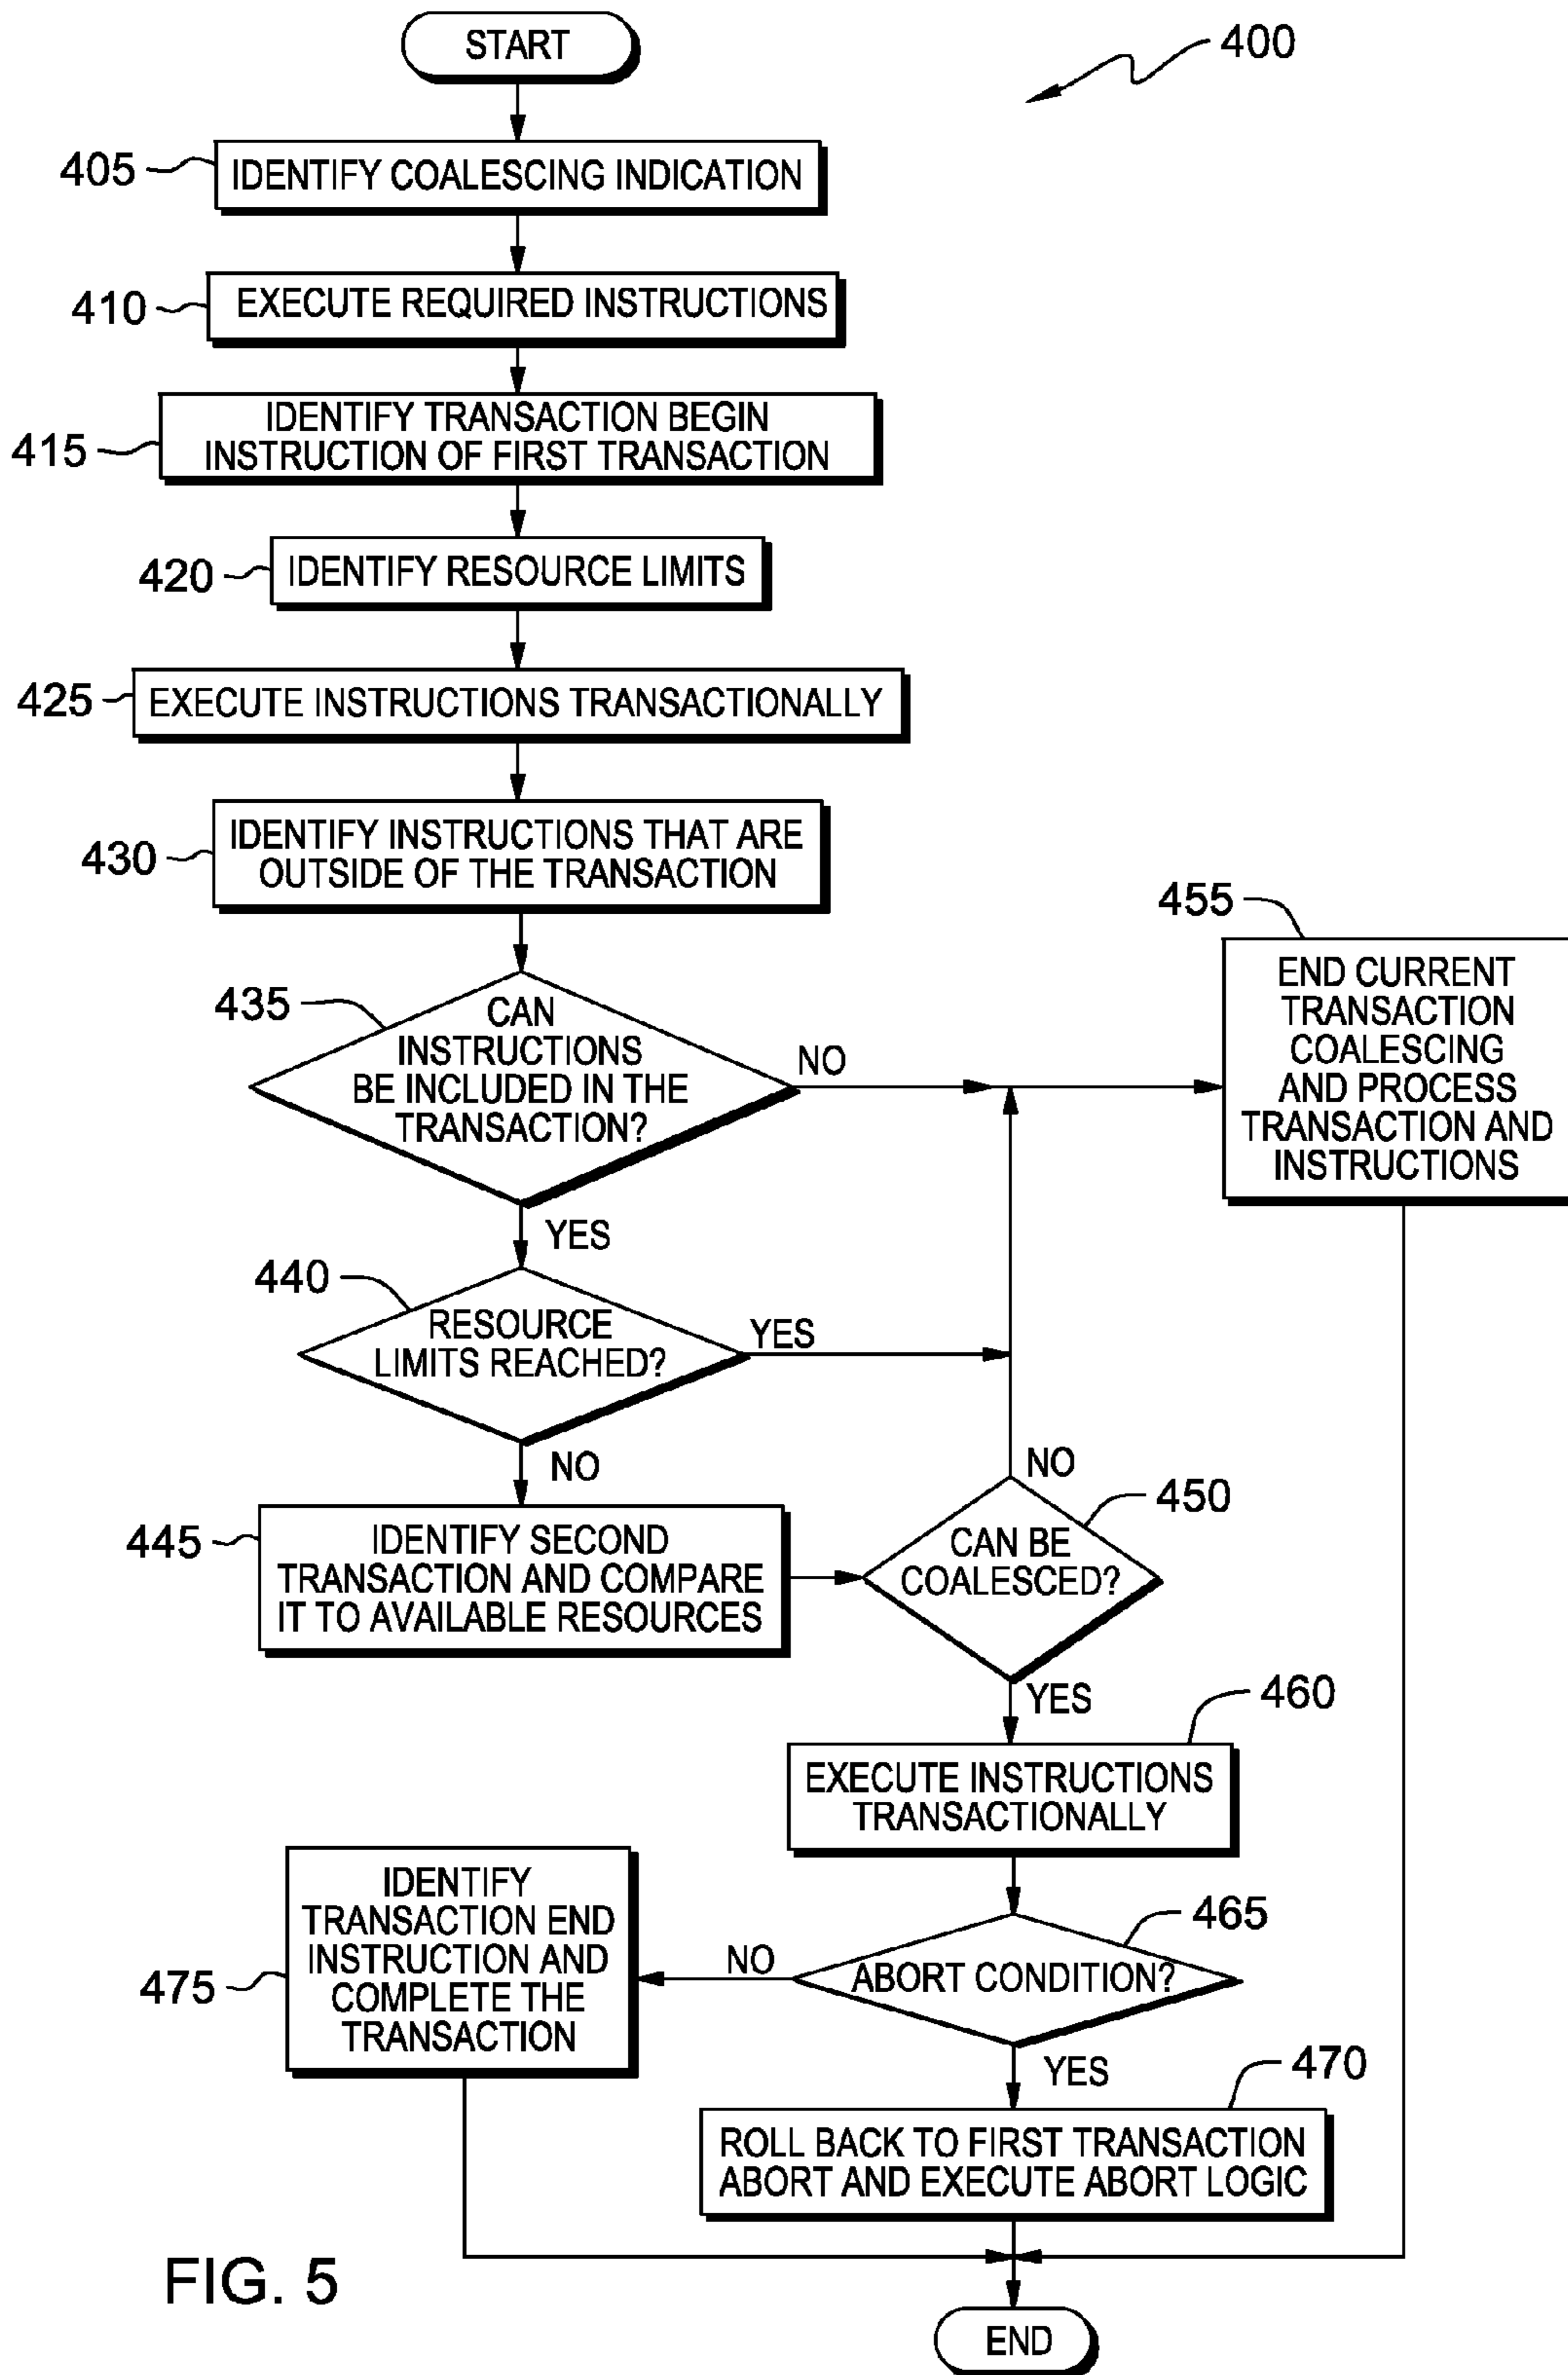 START
400
405
IDENTIFY COALESCING INDICATION
410
EXECUTE REQUIRED INSTRUCTIONS
415
IDENTIFY TRANSACTION BEGIN
INSTRUCTION OF FIRST TRANSACTION
420
IDENTIFY RESOURCE LIMITS
425
EXECUTE INSTRUCTIONS TRANSACTIONALLY
430
IDENTIFY INSTRUCTIONS THAT ARE
OUTSIDE OF THE TRANSACTION
435
CAN
INSTRUCTIONS
BE INCLUDED IN THE
TRANSACTION?
NO
455
END CURRENT
TRANSACTION
COALESCING
AND PROCESS
TRANSACTION AND
INSTRUCTIONS
YES
440
RESOURCE
LIMITS REACHED?
YES
NO
445
IDENTIFY SECOND
TRANSACTION AND COMPARE
IT TO AVAILABLE RESOURCES
NO
450
CAN BE
COALESCED?
YES
460
EXECUTE INSTRUCTIONS
TRANSACTIONALLY
465
ABORT CONDITION?
NO
475
IDENTIFY
TRANSACTION END
INSTRUCTION AND
COMPLETE THE
TRANSACTION
YES
470
ROLL BACK TO FIRST TRANSACTION
ABORT AND EXECUTE ABORT LOGIC
FIG. 5
END